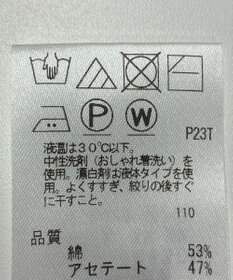 P
W
P23T
液温は30℃以下。
中性洗剤(おしゃれ着洗い)を
使用。漂白剤は液体タイプを使
用。よくすすぎ、絞りの後すぐ
に干すこと。
110
品質
綿 53%
アセテート 47%